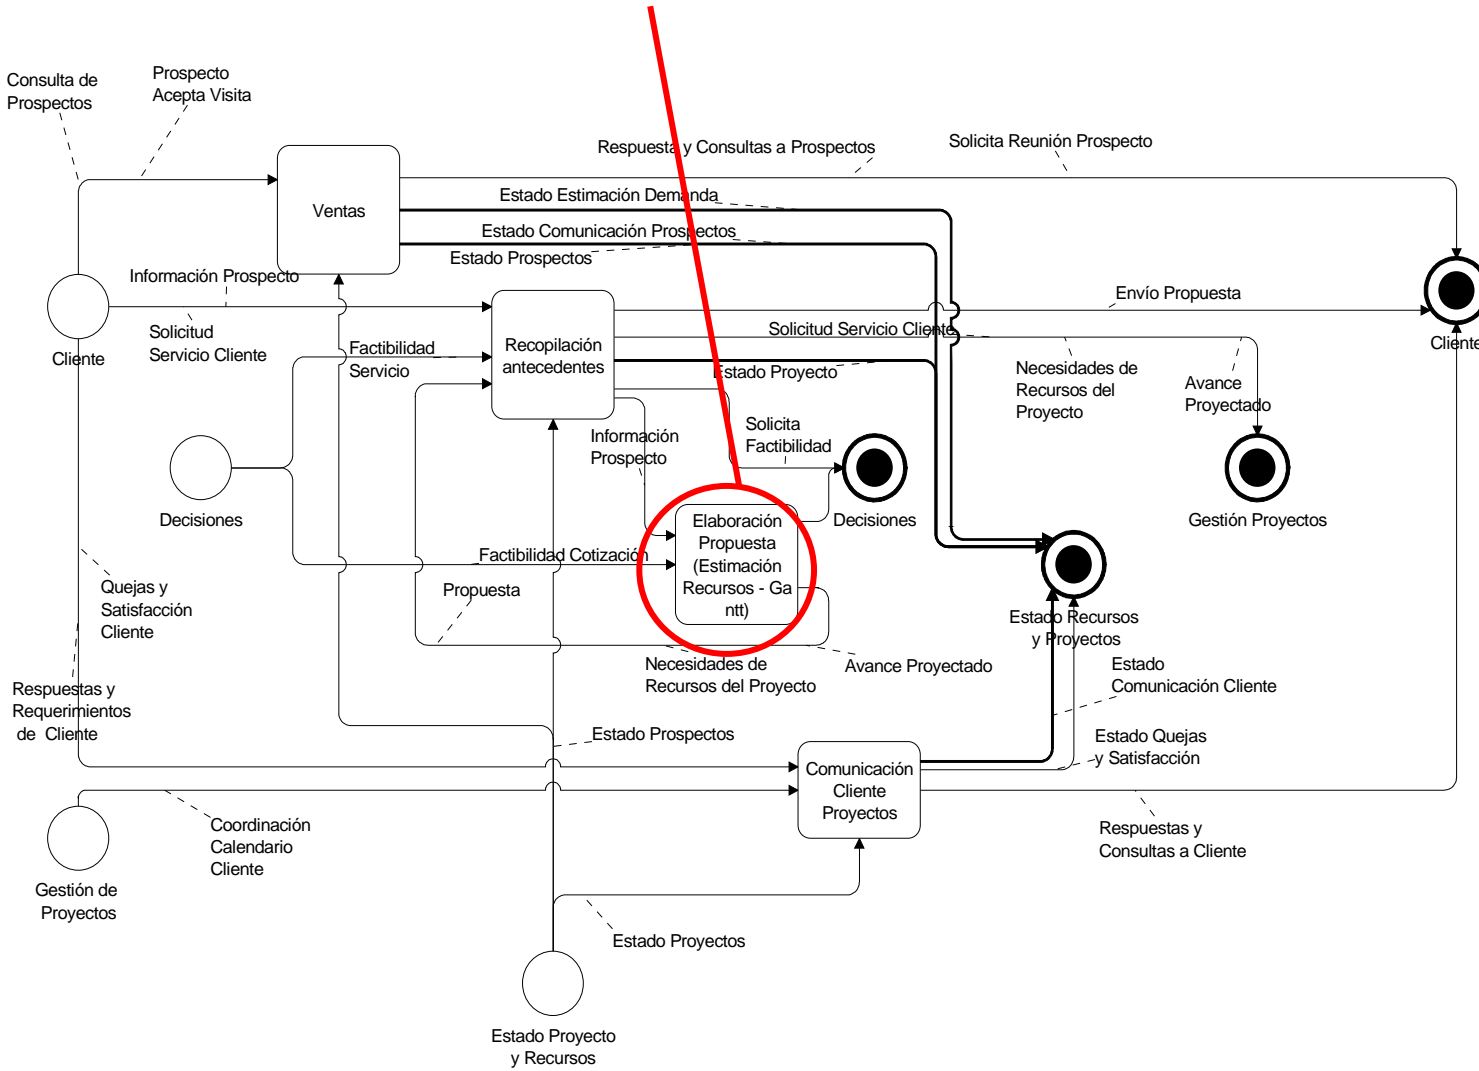 Consulta de
Prospectos
Prospecto
Acepta Visita
Respuesta y Consultas a Prospectos
Solicita Reunión Prospecto
Ventas
Estado Estimación Demanda
Estado Comunicación Prospectos
Estado Prospectos
Información Prospecto
Solicitud
Servicio Cliente
Cliente
Factibilidad
Servicio
Recopilación
antecedentes
Envío Propuesta
Solicitud Servicio Cliente
Cliente
Estado Proyecto
Necesidades de
Recursos del
Proyecto
Avance
Proyectado
Información
Prospecto
Solicita
Factibilidad
Decisiones
Decisiones
Gestión Proyectos
Elaboración
Propuesta
(Estimación
Recursos - Ga
ntt)
Factibilidad Cotización
Propuesta
Quejas y
Satisfacción
Cliente
Estado Recursos
y Proyectos
Necesidades de
Recursos del Proyecto
Avance Proyectado
Estado
Comunicación Cliente
Respuestas y
Requerimientos
de  Cliente
Estado Prospectos
Estado Quejas
y Satisfacción
Comunicación
Cliente
Proyectos
Coordinación
Calendario
Cliente
Respuestas y
Consultas a Cliente
Gestión de
Proyectos
Estado Proyectos
Estado Proyecto
y Recursos